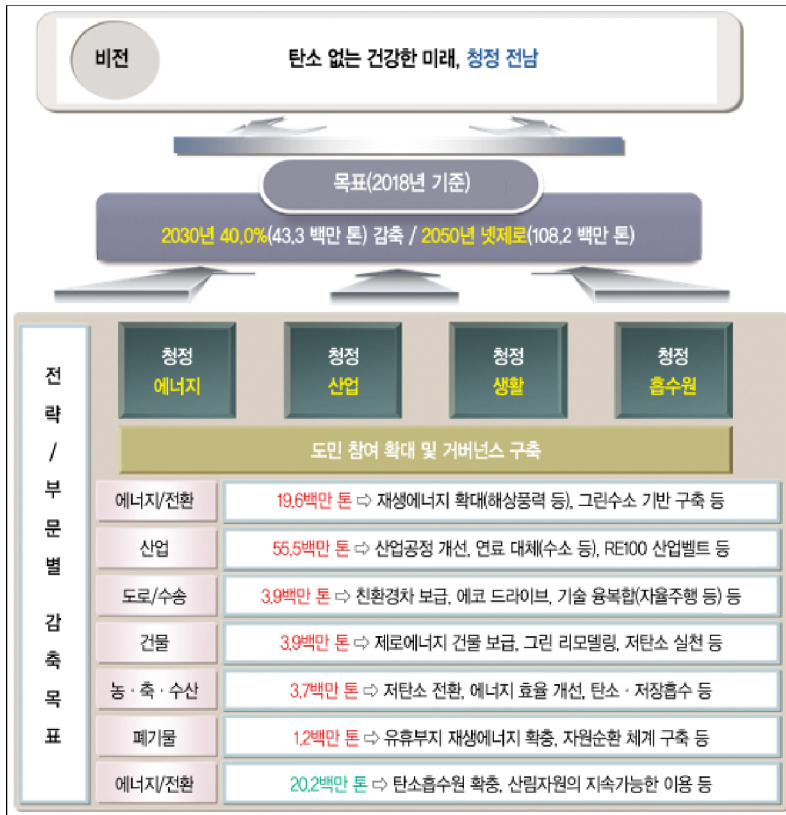 비전
탄소 없는 건강한 미래, 청정 전남
목표(2018년 기준)
2030년 40.0%(43.3 백만 톤) 감축 / 2050년 넷제로(108.2 백만 톤)
전략/부문별 감축목표
청정 에너지
청정 산업
청정 생활
청정 흡수원
도민 참여 확대 및 거버넌스 구축
에너지/전환 19.6백만 톤 ⇨ 재생에너지 확대(해상풍력 등), 그린수소 기반 구축 등
산업 55.5백만 톤 ⇨ 산업공정 개선, 연료 대체(수소 등), RE100 산업벨트 등
도로/수송 3.9백만 톤 ⇨ 친환경차 보급, 에코 드라이브, 기술 융복합(자율주행 등) 등
건물 3.9백만 톤 ⇨ 제로에너지 건물 보급, 그린 리모델링, 저탄소 실천 등
농·축·수산 3.7백만 톤 ⇨ 저탄소 전환, 에너지 효율 개선, 탄소·저장흡수 등
폐기물 1.2백만 톤 ⇨ 유휴부지 재생에너지 확충, 자원순환 체계 구축 등
에너지/전환 20.2백만 톤 ⇨ 탄소흡수원 확충, 산림자원의 지속가능한 이용 등